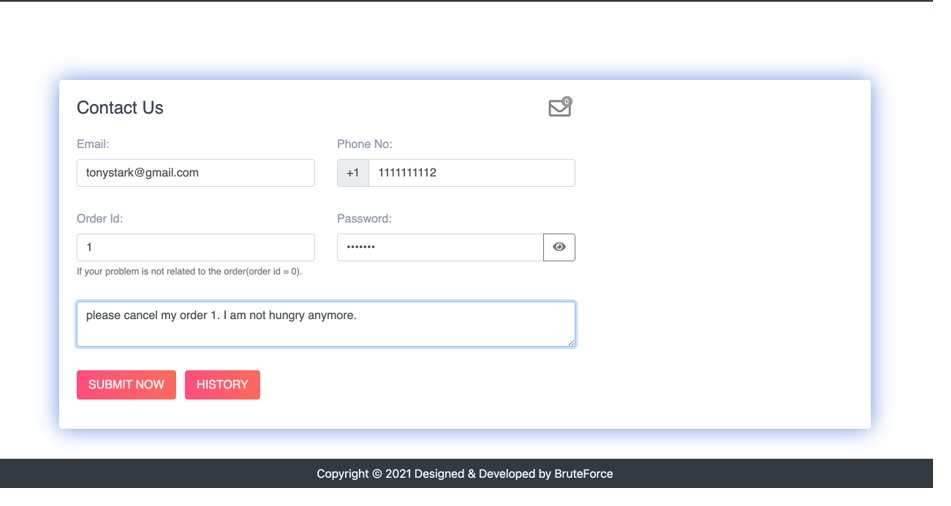 Contact Us
0
Email:
Phone No:
tonystark@gmail.com
+1 1111111112
Order Id:
Password:
1
•••••••
If your problem is not related to the order(order id = 0).
please cancel my order 1. I am not hungry anymore.
SUBMIT NOW
HISTORY
Copyright © 2021 Designed & Developed by BruteForce